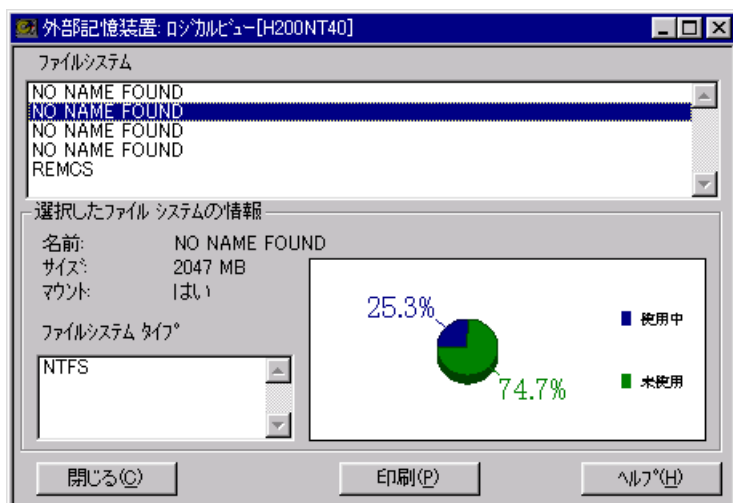 外部記憶装置: ﾛｼﾞｶﾙﾋﾞｭｰ[H200NT40]
ﾌｧｲﾙｼｽﾃﾑ
NO NAME FOUND
NO NAME FOUND
NO NAME FOUND
NO NAME FOUND
REMCS
選択したﾌｧｲﾙ ｼｽﾃﾑの情報
名前: NO NAME FOUND
ｻｲｽﾞ: 2047 MB
ﾏｳﾝﾄ: はい
ﾌｧｲﾙｼｽﾃﾑ ﾀｲﾌﾟ
NTFS
25.3%
74.7%
使用中
未使用
閉じる(C)
印刷(P)
ﾍﾙﾌﾟ(H)